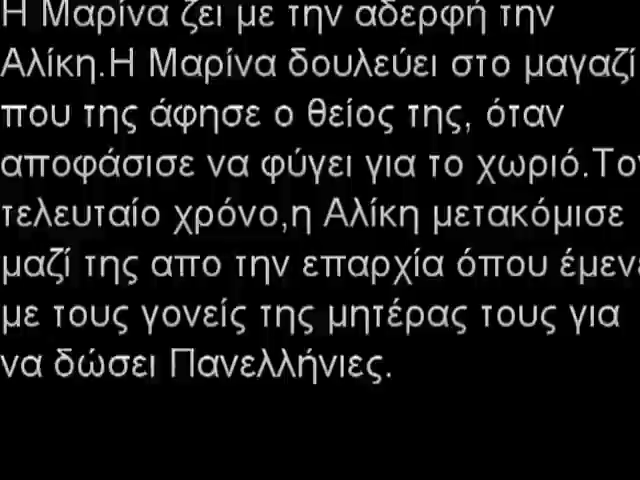 Η Μαρίνα ζει με την αδερφή την
Αλίκη.Η Μαρίνα δουλεύει στο μαγαζί
που της άφησε ο θείος της, όταν
αποφάσισε να φύγει για το χωριό.Τον
τελευταίο χρόνο,η Αλίκη μετακόμισε
μαζί της απο την επαρχία όπου έμενε
με τους γονείς της μητέρας τους για
να δώσει Πανελλήνιες.